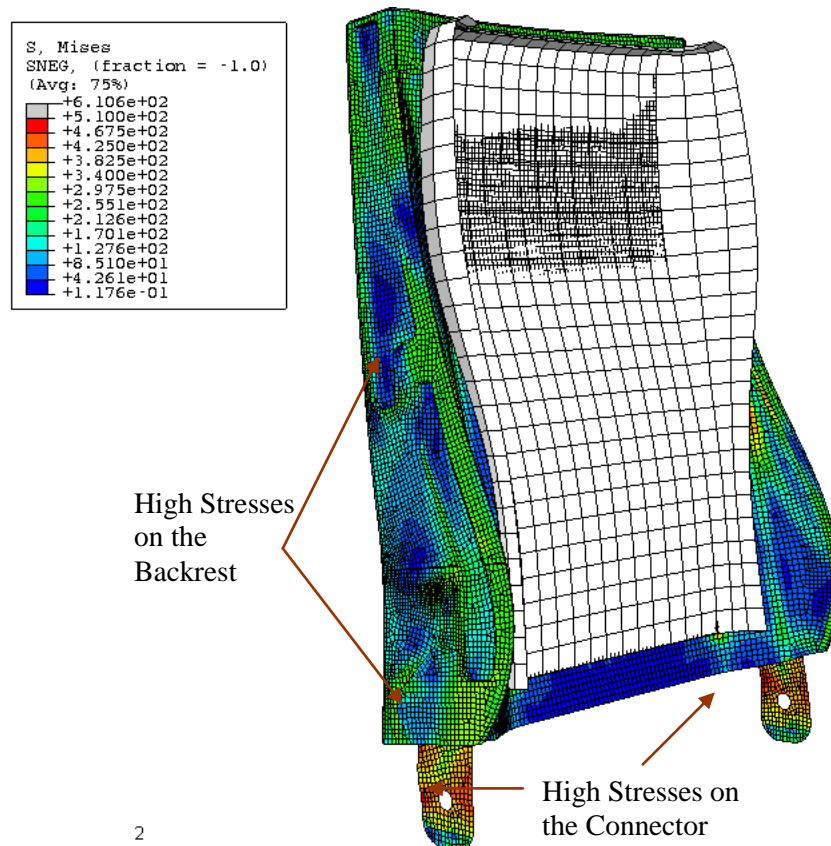 S, Mises
SNEG, (fraction = -1.0)
(Avg: 75%)
+6.106e+02
+5.100e+02
+4.675e+02
+4.250e+02
+3.825e+02
+3.400e+02
+2.975e+02
+2.551e+02
+2.126e+02
+1.701e+02
+1.276e+02
+8.510e+01
+4.261e+01
+1.176e-01
High Stresses
on the
Backrest
High Stresses on
the Connector
2